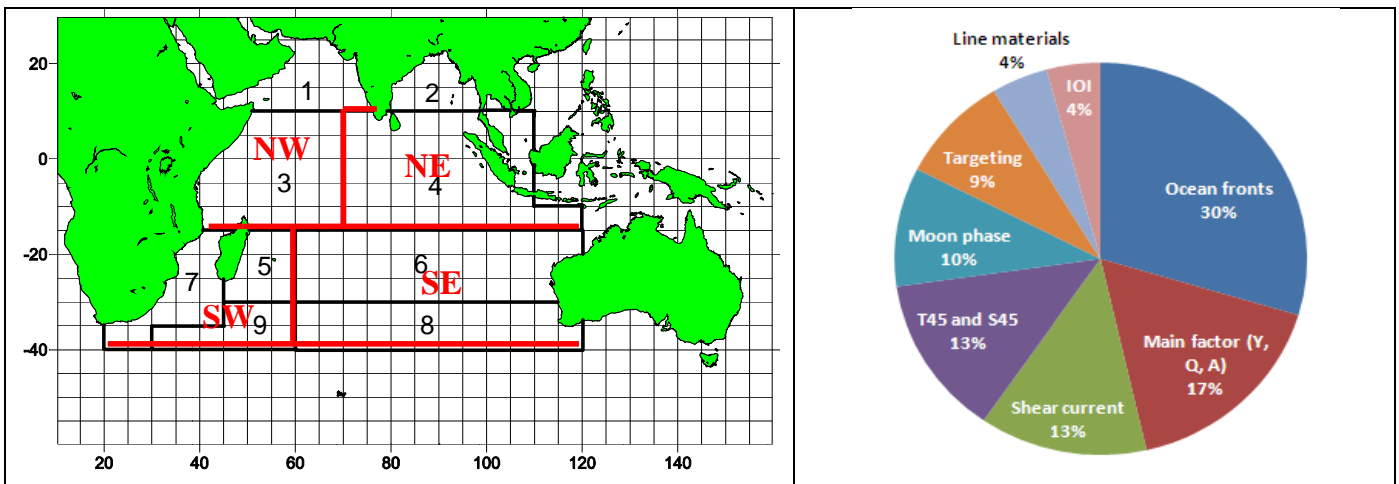 20
0
-20
-40
20
40
60
80
100
120
140
1
2
NW
NE
3
4
5
6
7
SE
SW
9
8
Line materials
4%
IOI
4%
Ocean fronts
30%
Targeting
9%
Moon phase
10%
T45 and S45
13%
Main factor (Y,
Q, A)
17%
Shear current
13%